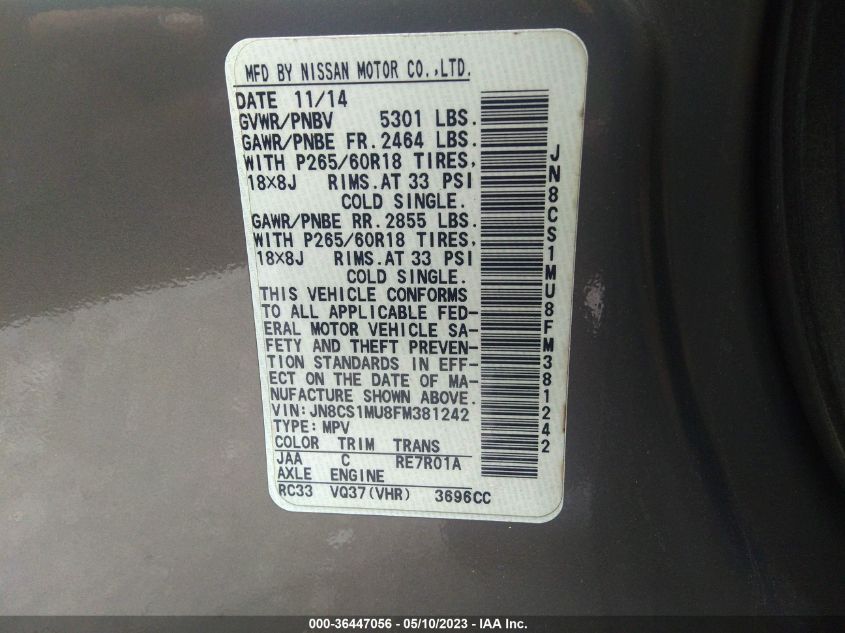 MFD BY NISSAN MOTOR CO.,LTD.
DATE 11/14
GVWR/PNBV 5301 LBS.
GAWR/PNBE FR. 2464 LBS.
WITH P265/60R18 TIRES,
18x8J RIMS.AT 33 PSI
COLD SINGLE.
GAWR/PNBE RR. 2855 LBS.
WITH P265/60R18 TIRES,
18x8J RIMS.AT 33 PSI
COLD SINGLE.
THIS VEHICLE CONFORMS
TO ALL APPLICABLE FED-
ERAL MOTOR VEHICLE SA-
FETY AND THEFT PREVEN-
TION STANDARDS IN EFF-
ECT ON THE DATE OF MA-
NUFACTURE SHOWN ABOVE.
VIN:JN8CS1MU8FM381242
TYPE: MPV
COLOR TRIM TRANS
JAA C RE7R01A
AXLE ENGINE
RC33 VQ37(VHR) 3696CC
JN8CS1MU8FM381242
000-36447056 - 05/10/2023 - IAA Inc.